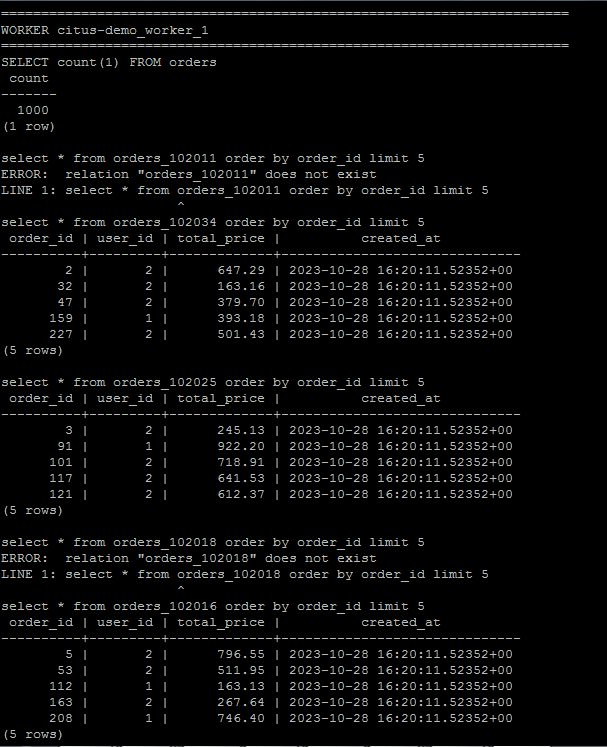 ======================================================================
WORKER citus-demo_worker_1
======================================================================
SELECT count(1) FROM orders
 count
-------
  1000
(1 row)

select * from orders_102011 order by order_id limit 5
ERROR:  relation "orders_102011" does not exist
LINE 1: select * from orders_102011 order by order_id limit 5
                      ^
select * from orders_102034 order by order_id limit 5
 order_id | user_id | total_price |          created_at
----------+---------+-------------+------------------------------
        2 |       2 |      647.29 | 2023-10-28 16:20:11.52352+00
       32 |       2 |      163.16 | 2023-10-28 16:20:11.52352+00
       47 |       2 |      379.70 | 2023-10-28 16:20:11.52352+00
      159 |       1 |      393.18 | 2023-10-28 16:20:11.52352+00
      227 |       2 |      501.43 | 2023-10-28 16:20:11.52352+00
(5 rows)

select * from orders_102025 order by order_id limit 5
 order_id | user_id | total_price |          created_at
----------+---------+-------------+------------------------------
        3 |       2 |      245.13 | 2023-10-28 16:20:11.52352+00
       91 |       1 |      922.20 | 2023-10-28 16:20:11.52352+00
      101 |       2 |      718.91 | 2023-10-28 16:20:11.52352+00
      117 |       2 |      641.53 | 2023-10-28 16:20:11.52352+00
      121 |       2 |      612.37 | 2023-10-28 16:20:11.52352+00
(5 rows)

select * from orders_102018 order by order_id limit 5
ERROR:  relation "orders_102018" does not exist
LINE 1: select * from orders_102018 order by order_id limit 5
                      ^
select * from orders_102016 order by order_id limit 5
 order_id | user_id | total_price |          created_at
----------+---------+-------------+------------------------------
        5 |       2 |      796.55 | 2023-10-28 16:20:11.52352+00
       53 |       2 |      511.95 | 2023-10-28 16:20:11.52352+00
      112 |       1 |      163.13 | 2023-10-28 16:20:11.52352+00
      163 |       2 |      267.64 | 2023-10-28 16:20:11.52352+00
      208 |       1 |      746.40 | 2023-10-28 16:20:11.52352+00
(5 rows)